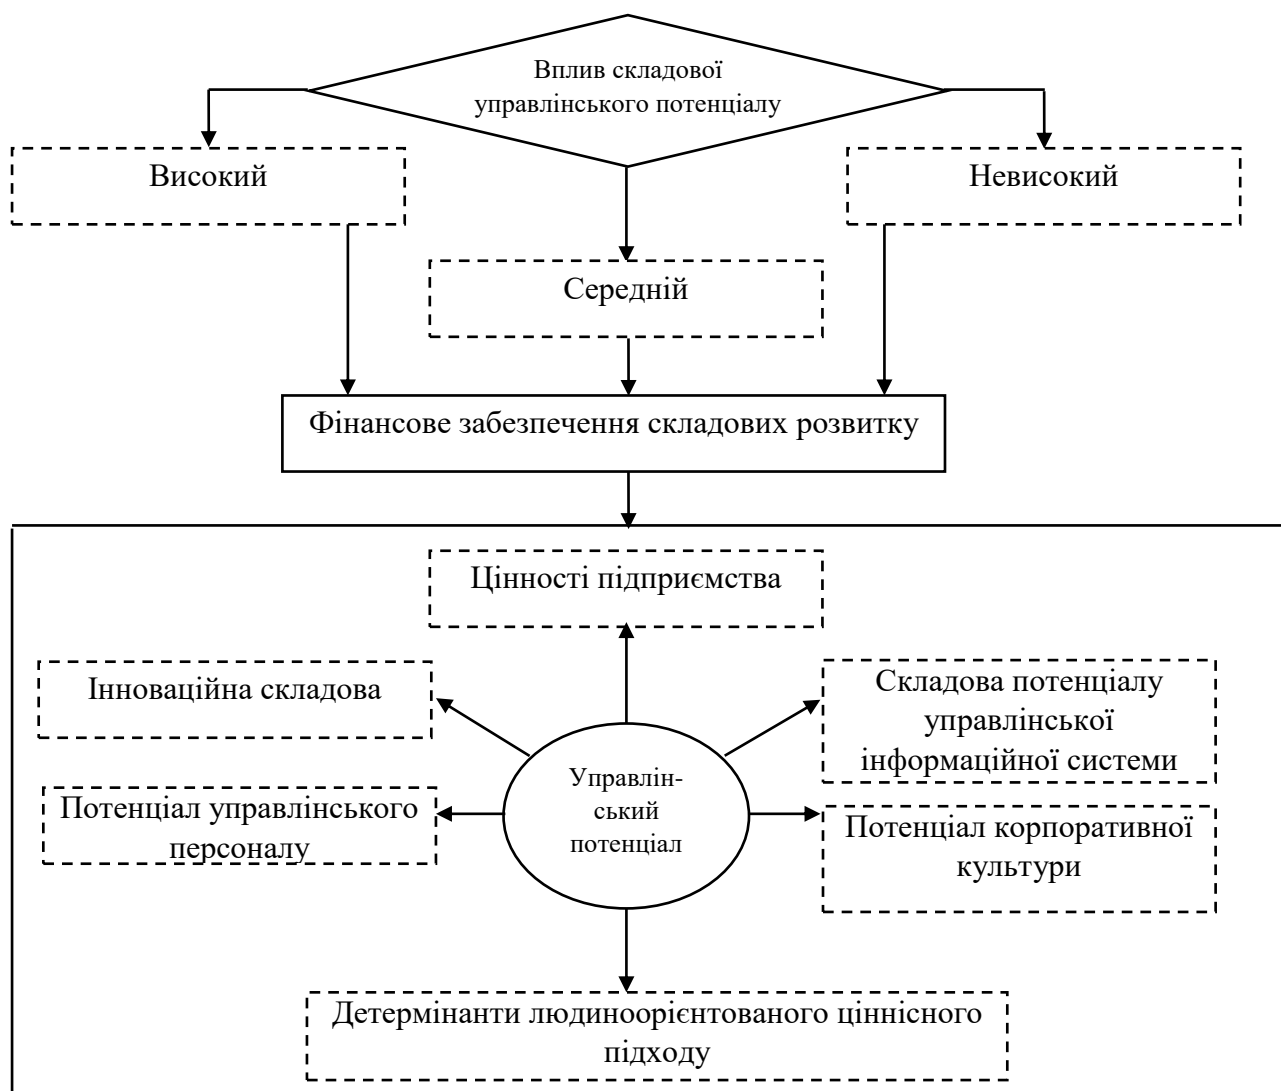 Вплив складової
управлінського потенціалу
Високий
Невисокий
Середній
Фінансове забезпечення складових розвитку
Цінності підприємства
Інноваційна складова
Складова потенціалу
управлінської
інформаційної системи
Управлін-
ський
потенціал
Потенціал управлінського
персоналу
Потенціал корпоративної
культури
Детермінанти людиноорієнтованого ціннісного
підходу